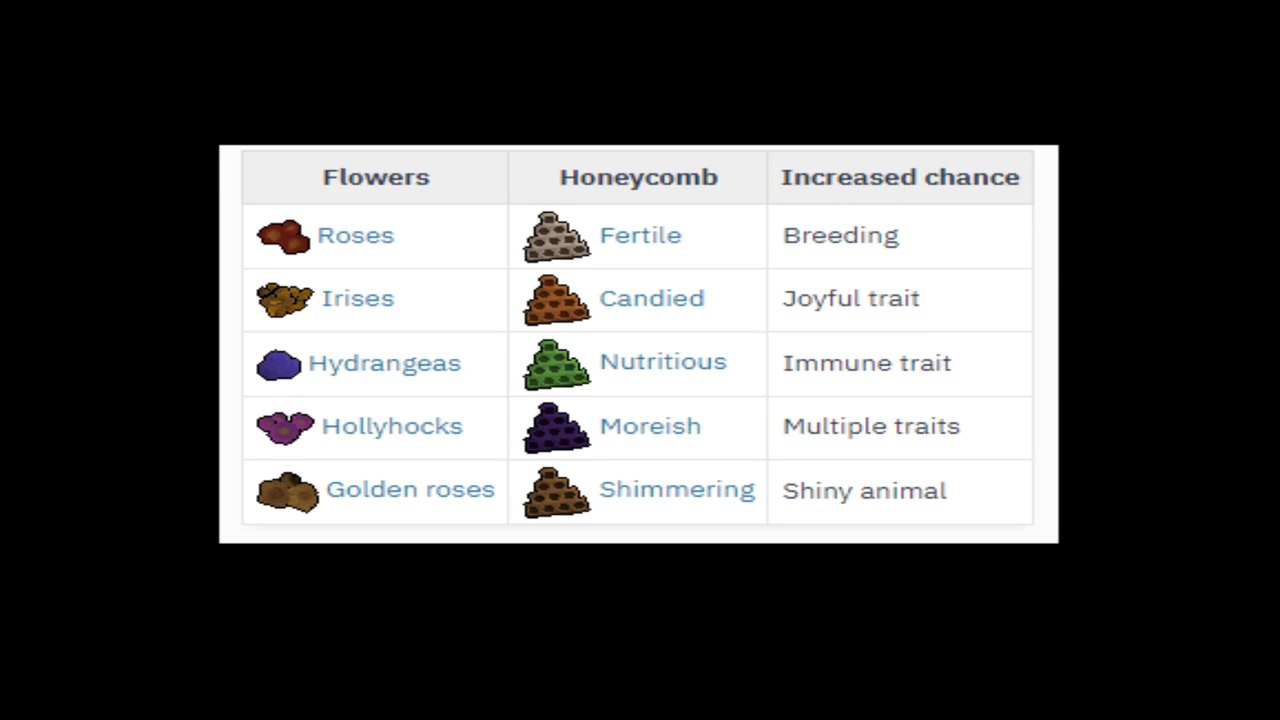 Flowers Honeycomb Increased chance
Roses Fertile Breeding
Irises Candied Joyful trait
Hydrangeas Nutritious Immune trait
Hollyhocks Moreish Multiple traits
Golden roses Shimmering Shiny animal